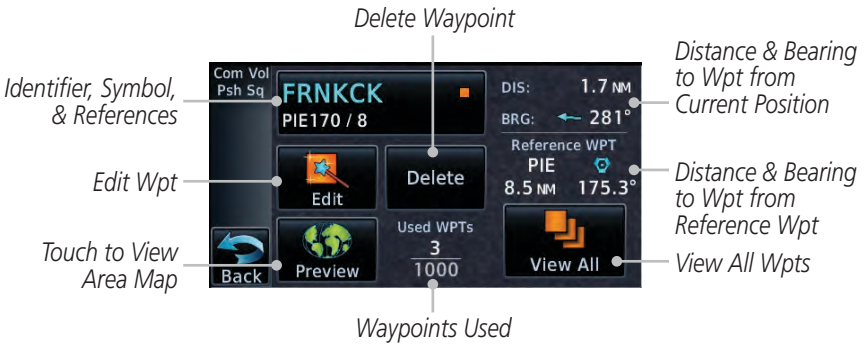 Delete Waypoint
Identifier, Symbol,
& References
Edit Wpt
Touch to View
Area Map
Com Vol
Psh Sq
FRNKCK
PIE170 / 8
DIS: 1.7 NM
BRG: 281°
Reference WPT
PIE
8.5 NM 175.3°
Edit
Delete
Used WPTs
3
1000
Back
Preview
View All
Distance & Bearing
to Wpt from
Current Position
Distance & Bearing
to Wpt from
Reference Wpt
View All Wpts
Waypoints Used